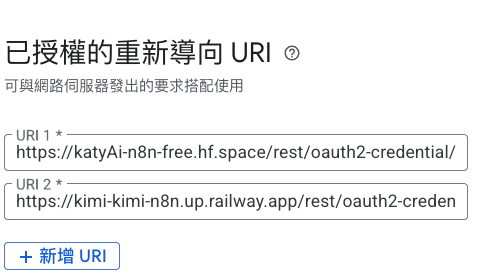 已授權的重新導向 URI
可與網路伺服器發出的要求搭配使用
URI 1 *
https://katyAi-n8n-free.hf.space/rest/oauth2-credential/
URI 2 *
https://kimi-kimi-n8n.up.railway.app/rest/oauth2-creden
+ 新增 URI